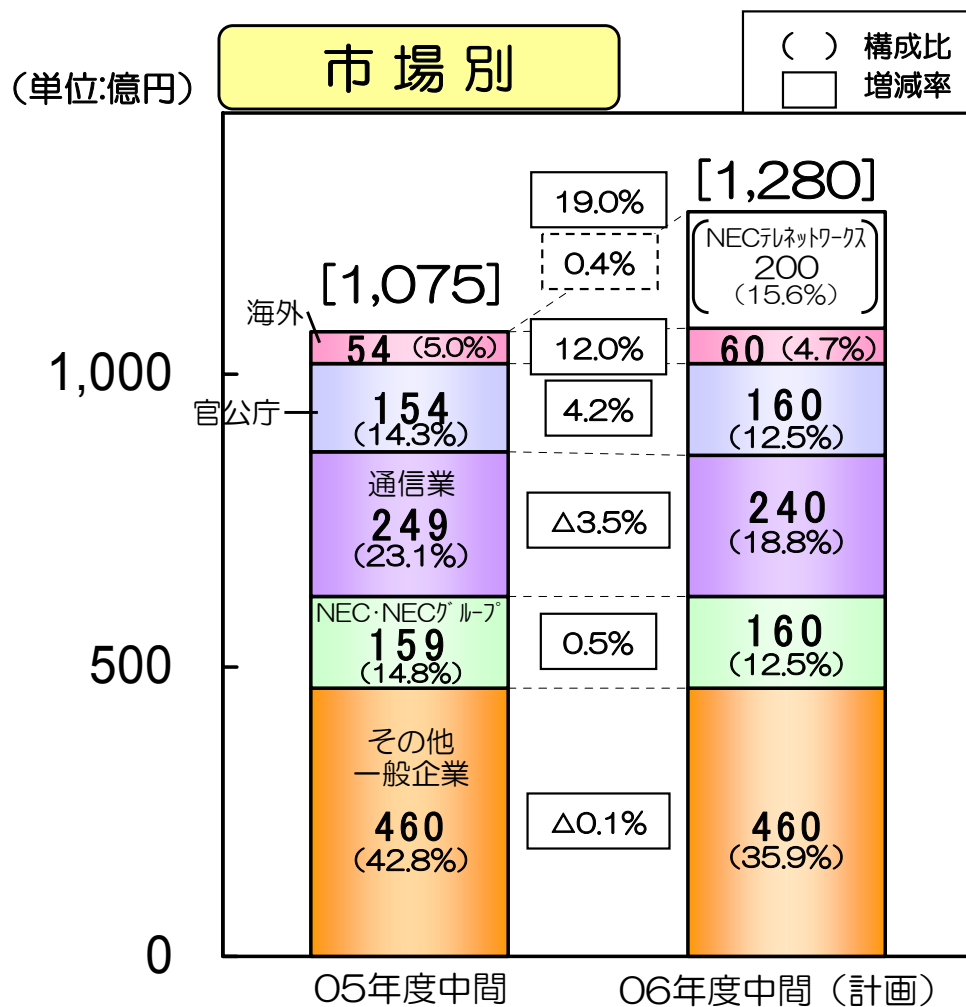 市場別
（単位:億円）
（　）構成比
増減率
[1,280]
19.0%
NECﾃﾚﾈｯﾄﾜｰｸｽ
200
（15.6%）
0.4%
[1,075]
海外
54（5.0%）
12.0%
60（4.7%）
1,000
官公庁
154
（14.3%）
4.2%
160
（12.5%）
通信業
249
（23.1%）
△3.5%
240
（18.8%）
NEC･NECｸﾞﾙｰﾌﾟ
159
（14.8%）
0.5%
160
（12.5%）
500
その他
一般企業
460
（42.8%）
△0.1%
460
（35.9%）
0
05年度中間
06年度中間（計画）